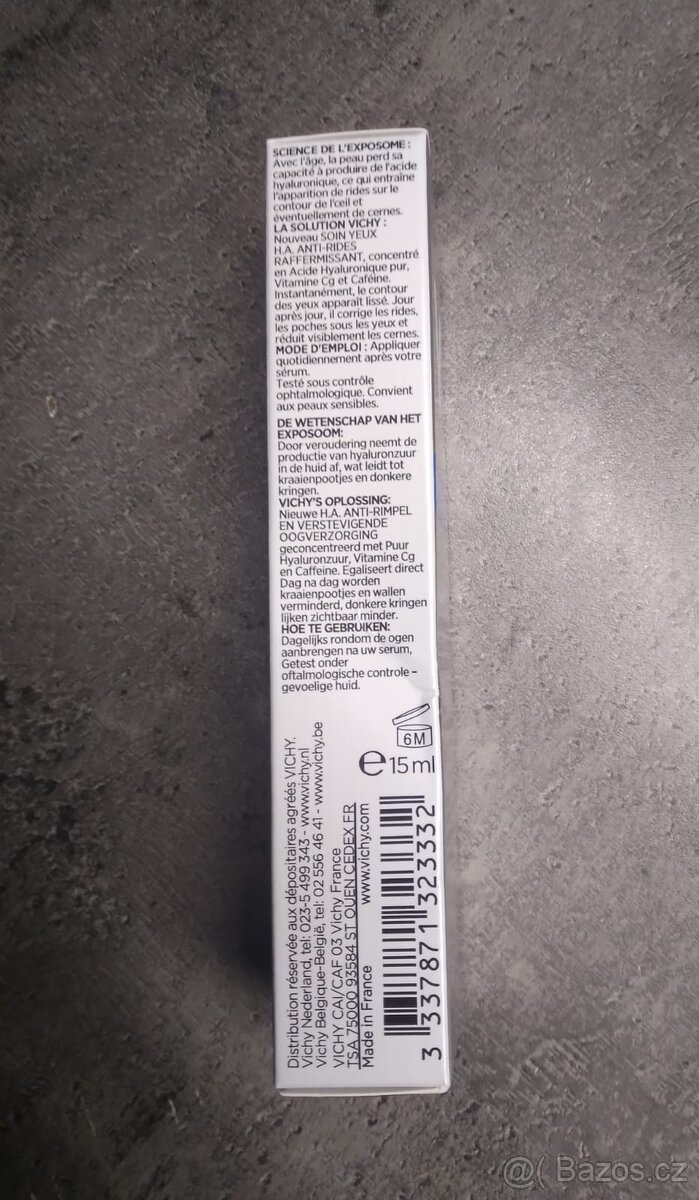 SCIENCE DE L'EXPOSOME :
Avec l'âge, la peau perd sa
capacité à produire de l'acide
hyaluronique, ce qui entraîne
l'apparition de rides sur le
contour de l'œil et
éventuellement de cernes.
LA SOLUTION VICHY :
Nouveau SOIN YEUX
H.A. ANTI-RIDES
RAFFERMISSANT, concentré
en Acide Hyaluronique pur,
Vitamine Cg et Caféine.
Instantanément, le contour
des yeux apparaît lissé. Jour
après jour, il corrige les rides,
les poches sous les yeux et
réduit visiblement les cernes.
MODE D'EMPLOI : Appliquer
quotidiennement après votre
sérum.
Testé sous contrôle
ophtalmologique. Convient
aux peaux sensibles.
DE WETENSCHAP VAN HET
EXPOSOOM:
Door veroudering neemt de
productie van hyaluronzuur
in de huid af, wat leidt tot
kraaienpootjes en donkere
kringen.
VICHY'S OPLOSSING:
Nieuwe H.A. ANTI-RIMPEL
EN VERSTEVIGENDE
OOGVERZORGING
geconcentreerd met Puur
Hyaluronzuur, Vitamine Cg
en Caffeine. Egaliseert direct
Dag na dag worden
kraaienpootjes en wallen
verminderd, donkere kringen
lijken zichtbaar minder.
HOE TE GEBRUIKEN:
Dagelijks rondom de ogen
aanbrengen na uw serum,
Getest onder
oftalmologische controle –
gevoelige huid.
6M
e 15 ml
Distribution réservée aux dépositaires agréés VICHY.
Vichy Nederland, tel: 023-5 499 343 - www.vichy.nl
Vichy Belgique-België, tel: 02 556 46 41 - www.vichy.be
VICHY CAI/CAF 03 Vichy France
TSA 75000 93584 ST OUEN CEDEX FR
Made in France www.vichy.com
3 337871 323332
@( Bazos.cz